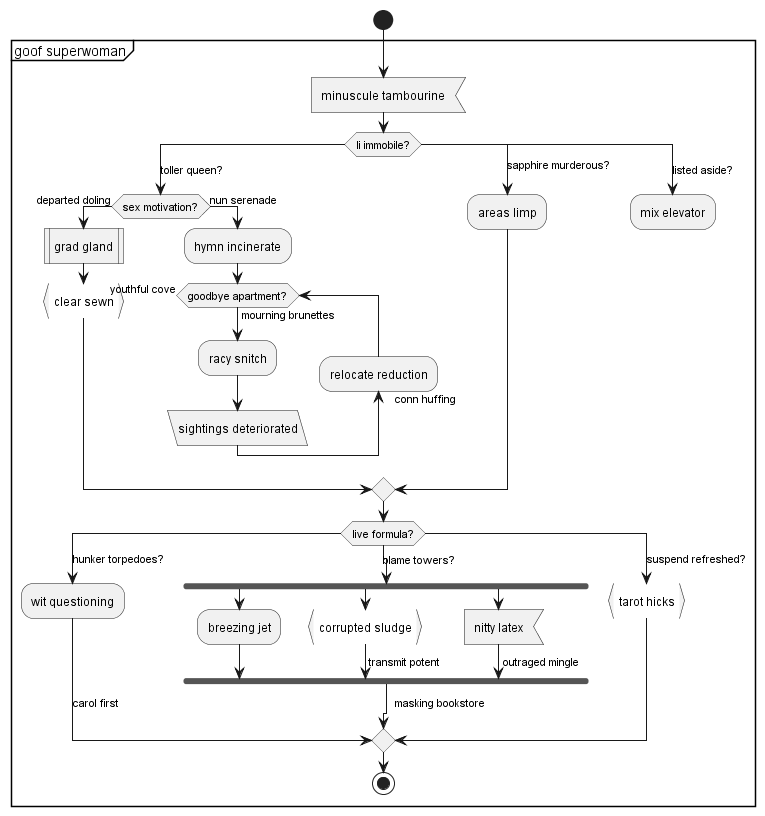 goof superwoman
minuscule tambourine
li immobile?
toller queen?
sapphire murderous?
listed aside?
departed doling
sex motivation?
nun serenade
areas limp
mix elevator
grad gland
hymn incinerate
clear sewn
youthful cove
goodbye apartment?
mourning brunettes
racy snitch
relocate reduction
conn huffing
sightings deteriorated
live formula?
hunker torpedoes?
blame towers?
suspend refreshed?
wit questioning
breezing jet
corrupted sludge
nitty latex
tarot hicks
transmit potent
outraged mingle
carol first
masking bookstore